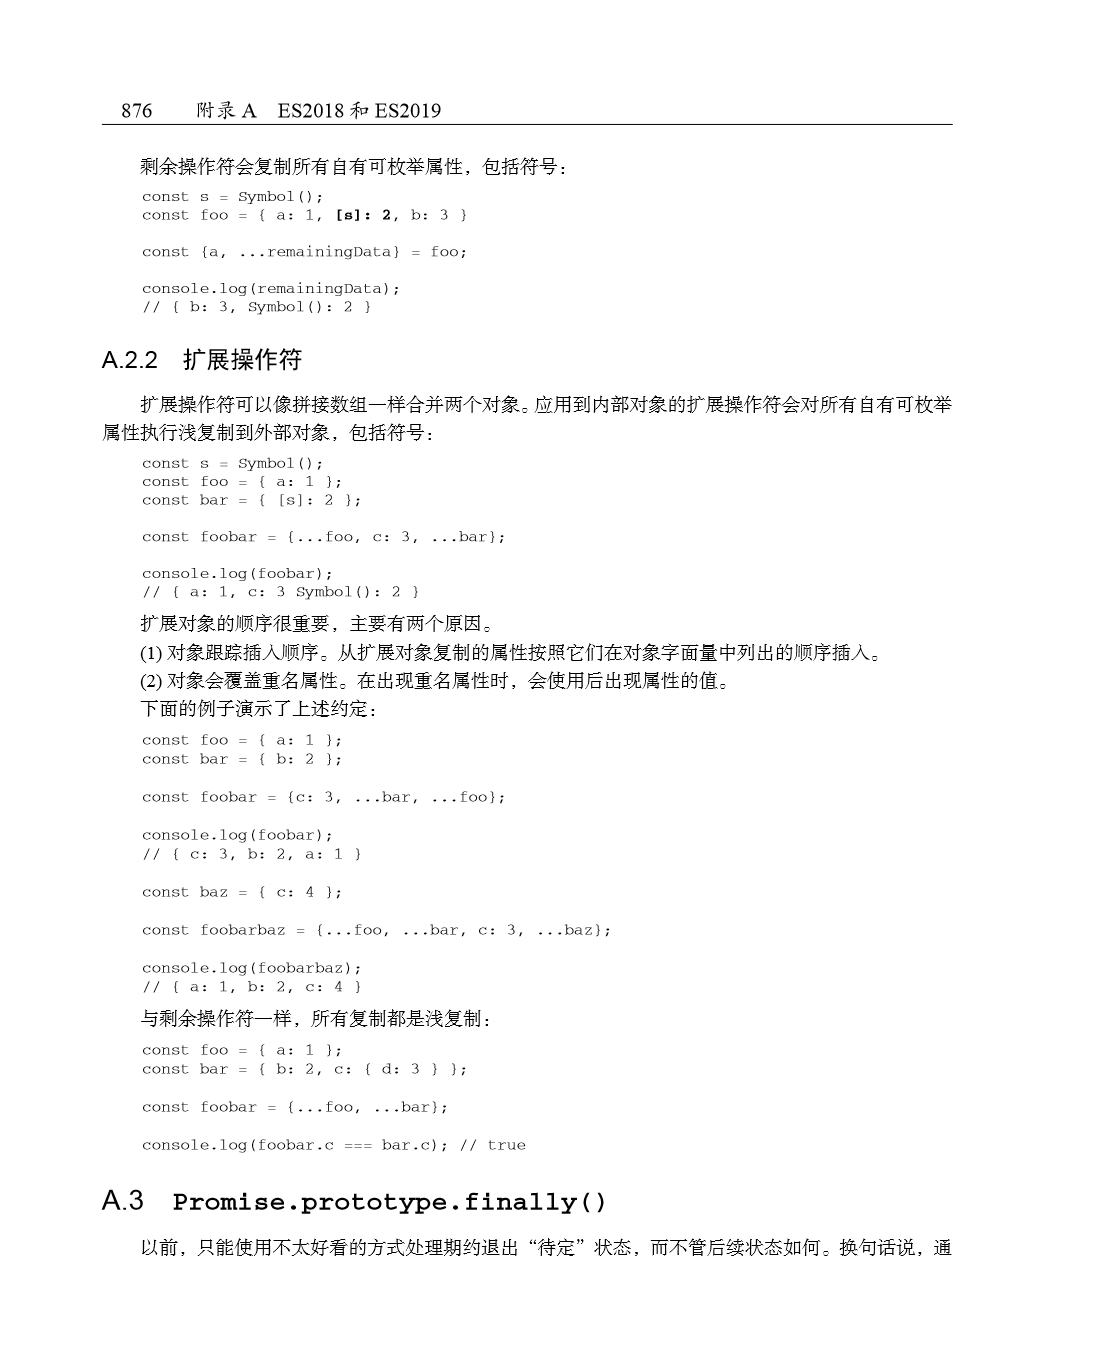 876 附录 A ES2018 和 ES2019
剩余操作符会复制所有自有可枚举属性，包括符号：
const s = Symbol();
const foo = { a: 1, [s]: 2, b: 3 }
const {a, ...remainingData} = foo;
console.log(remainingData);
// { b: 3, Symbol(): 2 }
A.2.2 扩展操作符
扩展操作符可以像拼接数组一样合并两个对象。应用到内部对象的扩展操作符会对所有自有可枚举
属性执行浅复制到外部对象，包括符号：
const s = Symbol();
const foo = { a: 1 };
const bar = { [s]: 2 };
const foobar = {...foo, c: 3, ...bar};
console.log(foobar);
// { a: 1, c: 3 Symbol(): 2 }
扩展对象的顺序很重要，主要有两个原因。
(1) 对象跟踪插入顺序。从扩展对象复制的属性按照它们在对象字面量中列出的顺序插入。
(2) 对象会覆盖重名属性。在出现重名属性时，会使用后出现属性的值。
下面的例子演示了上述约定：
const foo = { a: 1 };
const bar = { b: 2 };
const foobar = {c: 3, ...bar, ...foo};
console.log(foobar);
// { c: 3, b: 2, a: 1 }
const baz = { c: 4 };
const foobarbaz = {...foo, ...bar, c: 3, ...baz};
console.log(foobarbaz);
// { a: 1, b: 2, c: 4 }
与剩余操作符一样，所有复制都是浅复制：
const foo = { a: 1 };
const bar = { b: 2, c: { d: 3 } };
const foobar = {...foo, ...bar};
console.log(foobar.c === bar.c); // true
A.3 Promise.prototype.finally()
以前，只能使用不太好看的方式处理期约退出“待定”状态，而不管后续状态如何。换句话说，通